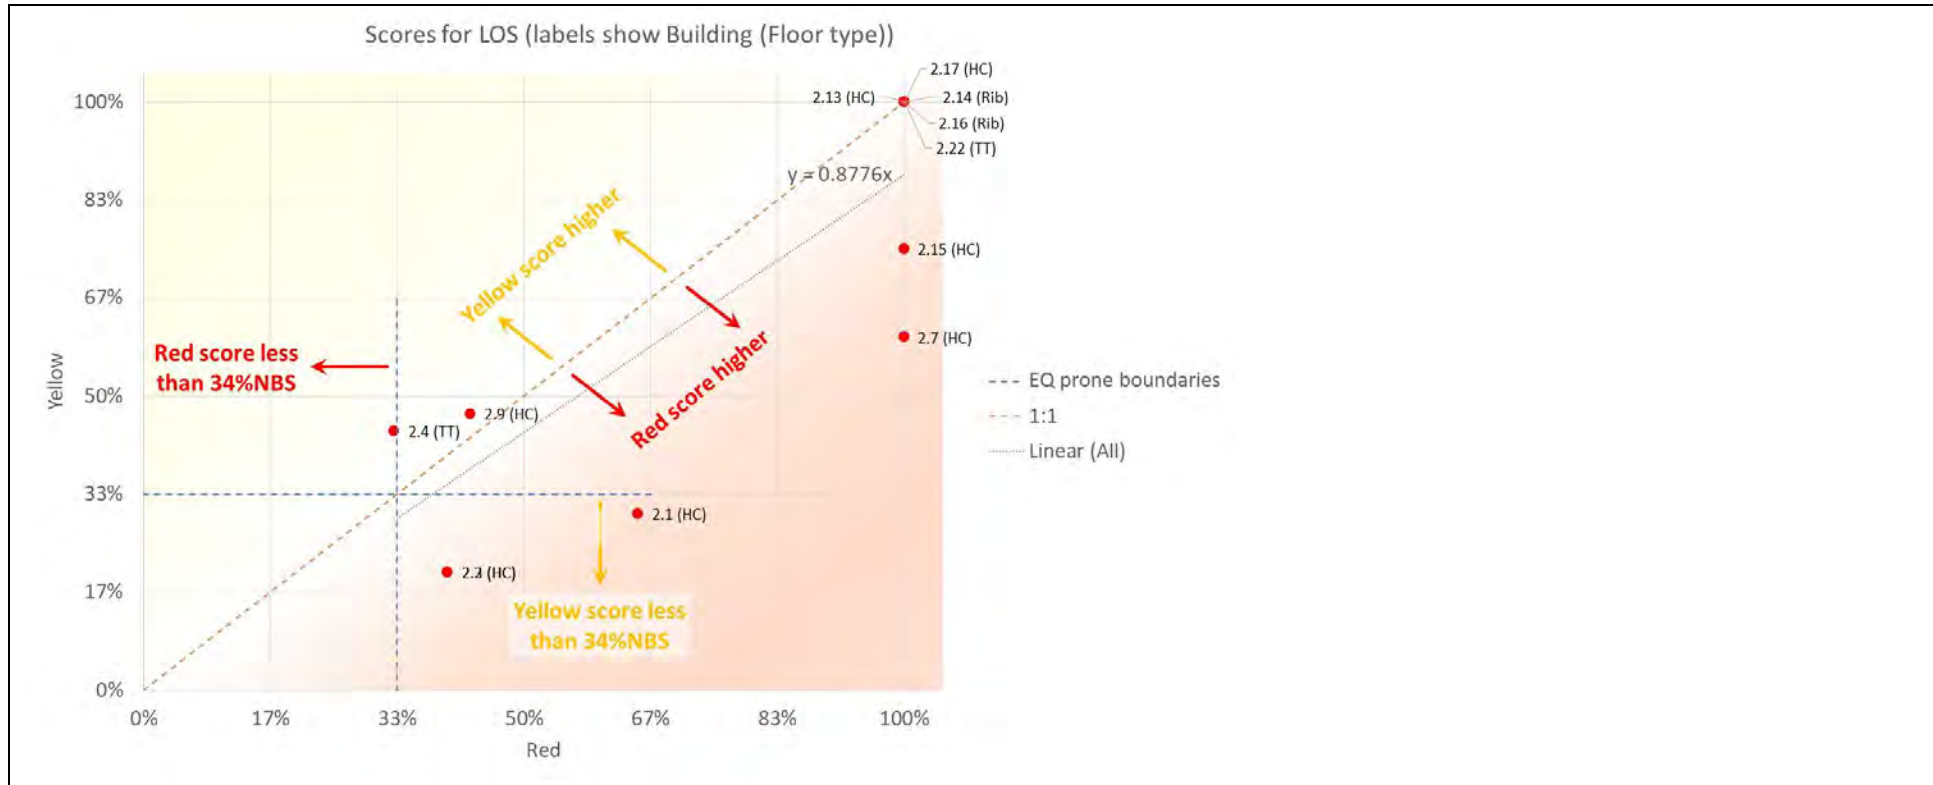 Scores for LOS (labels show Building (Floor type))
2.17 (HC)
100%
2.13 (HC)
2.14 (Rib)
2.16 (Rib)
2.22 (TT)
y = 0.8776x
83%
Yellow score higher
2.15 (HC)
67%
Red score less
than 34%NBS
Red score higher
2.7 (HC)
Yellow
50%
2.9 (HC)
2.4 (TT)
33%
2.1 (HC)
(HC)
17%
Yellow score less
than 34%NBS
0%
0%
17%
33%
50%
67%
83%
100%
Red
EQ prone boundaries
1:1
Linear (All)